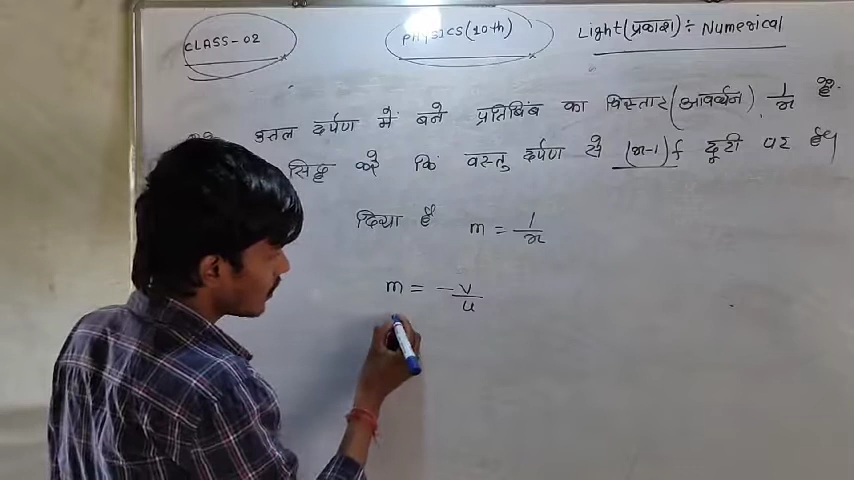 CLASS-02
PHYSICS(10th)
Light(प्रकाश)÷ Numerical
उत्तल दर्पण में बने प्रतिबिंब का विस्तार(आवर्धन) 1/n है
सिद्ध करे कि वस्तु दर्पण से (n-1)f दूरी पर है।
दिया है m = 1/n
m = -v/u